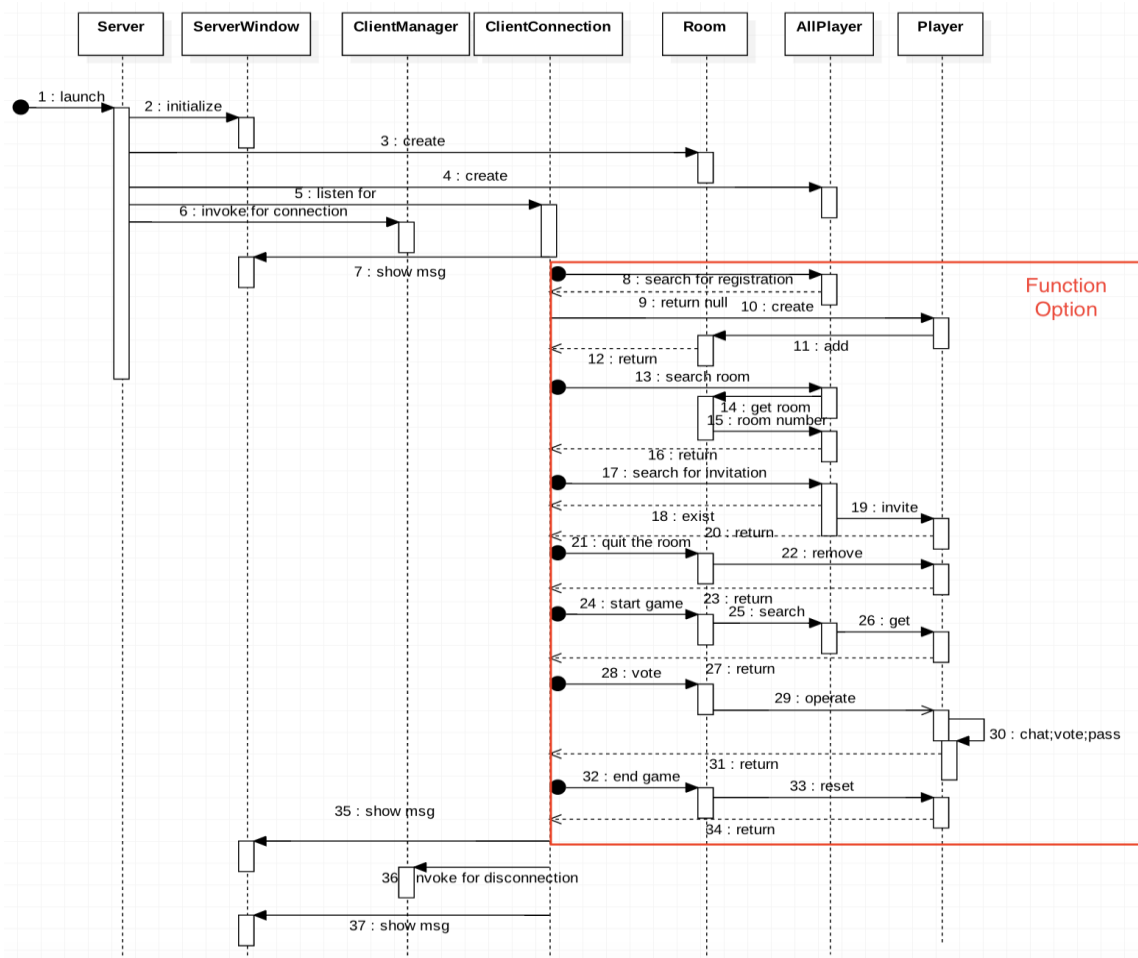 Server
ServerWindow
ClientManager
ClientConnection
Room
AllPlayer
Player
1 : launch
2 : initialize
3 : create
4 : create
5 : listen for
6 : invoke for connection
7 : show msg
Function
Option
8 : search for registration
9 : return null
10 : create
11 : add
12 : return
13 : search room
14 : get room
15 : room number
16 : return
17 : search for invitation
18 : exist
19 : invite
20 : return
21 : quit the room
22 : remove
23 : return
24 : start game
25 : search
26 : get
27 : return
28 : vote
29 : operate
30 : chat;vote;pass
31 : return
32 : end game
33 : reset
34 : return
35 : show msg
36 nvoke for disconnection
37 : show msg